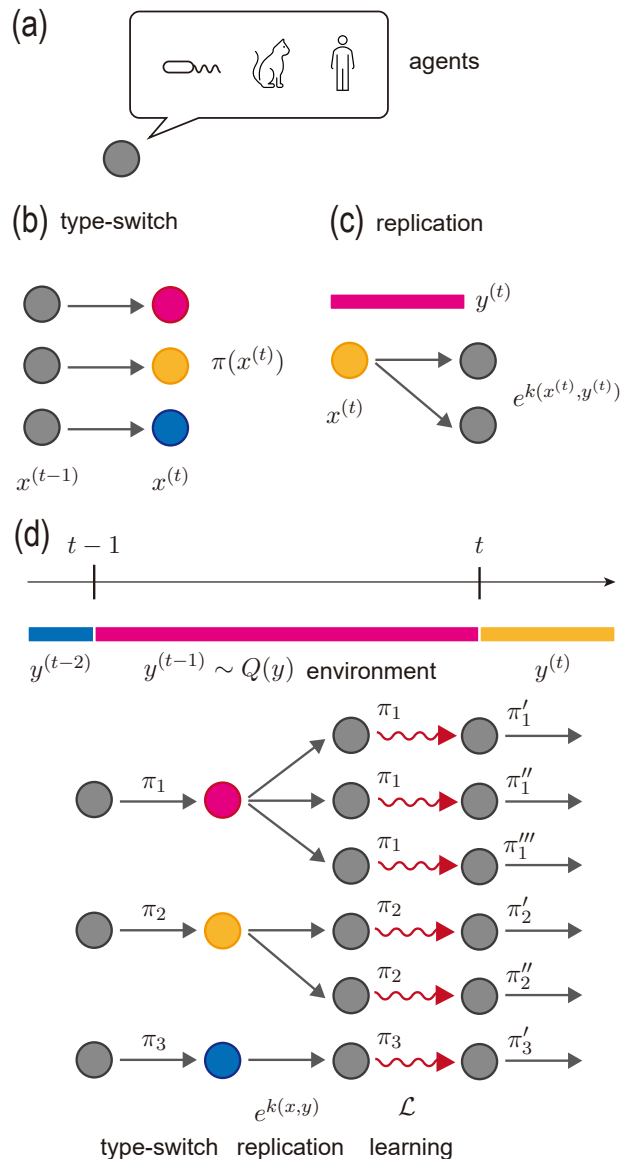 (a)
agents
(b) type-switch
(c) replication
y^{(t)}
π(x^{(t)})
e^{k(x^{(t)},y^{(t)})}
x^{(t)}
x^{(t−1)} x^{(t)}
(d)
t − 1 t
y^{(t−2)} y^{(t−1)} ∼ Q(y) environment y^{(t)}
π_1 π′_1
π_1 π_1 π′′_1
π_1 π′′′_1
π_2 π_2 π′_2
π_2 π′′_2
π_3 π_3 π′_3
e^{k(x,y)} ℒ
type-switch replication learning